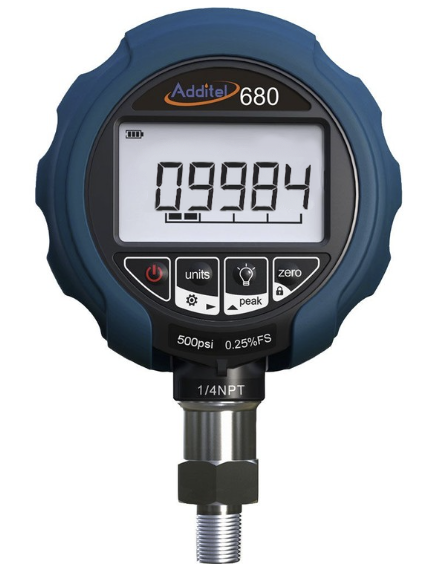 Additel 680
09984
units
zero
peak
500psi 0.25%FS
1/4NPT